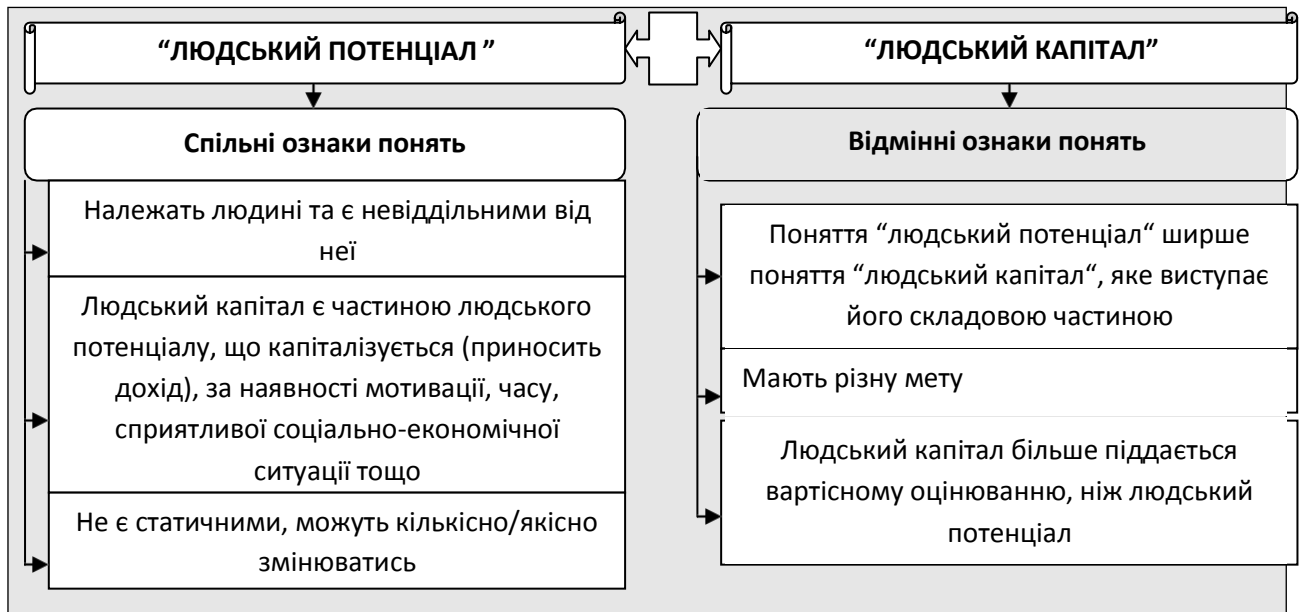 “ЛЮДСЬКИЙ ПОТЕНЦІАЛ ”
“ЛЮДСЬКИЙ КАПІТАЛ”
Спільні ознаки понять
Належать людині та є невіддільними від
неї
Людський капітал є частиною людського
потенціалу, що капіталізується (приносить
дохід), за наявності мотивації, часу,
сприятливої соціально-економічної
ситуації тощо
Не є статичними, можуть кількісно/якісно
змінюватись
Відмінні ознаки понять
Поняття “людський потенціал“ ширше
поняття “людський капітал“, яке виступає
його складовою частиною
Мають різну мету
Людський капітал більше піддається
вартісному оцінюванню, ніж людський
потенціал